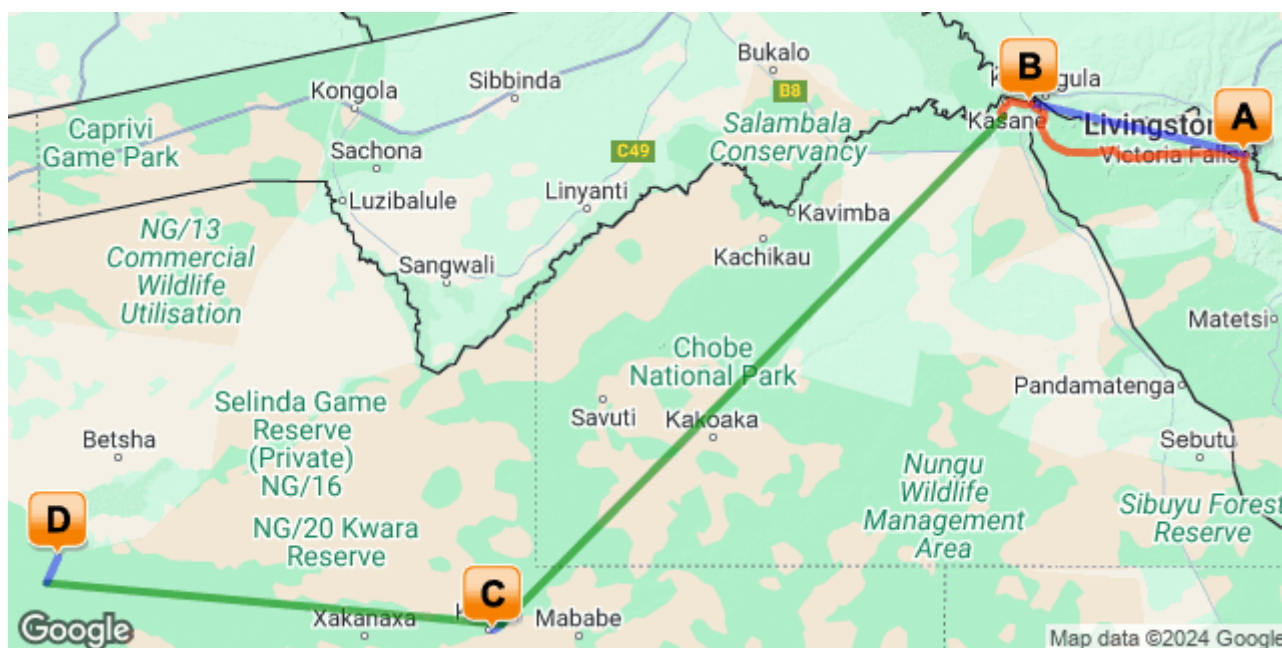 Bukalo
Sibbinda
B
Kongola
B8
gula
Caprivi
Game Park
A
Kasane
Livingston
Salambala
Conservancy
Sachona
C49
Victoria Falls
Luzibalule
Linyanti
Kavimba
NG/13
Commercial
Wildlife
Utilisation
Kachikau
Sangwali
Matetsi
Chobe
National Park
Pandamatenga
Selinda Game
Reserve
(Private)
NG/16
Savuti
Kakoaka
Betsha
Sebutu
Nungu
Wildlife
Management
Area
D
Sibuyu Forest
Reserve
NG/20 Kwara
Reserve
C
Xakanaxa
Mababe
Google
Map data ©2024 Google